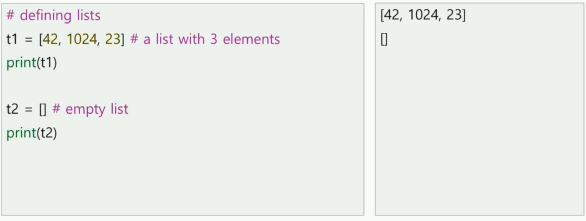 # defining lists
t1 = [42, 1024, 23] # a list with 3 elements
print(t1)
t2 = [] # empty list
print(t2)
[42, 1024, 23]
[]